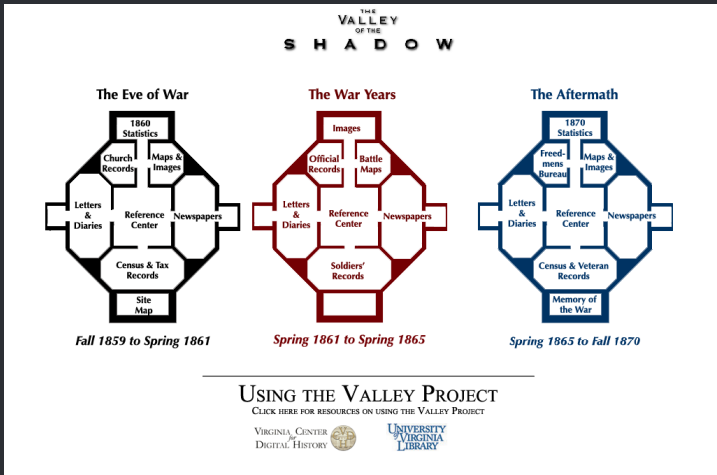 THE
VALLEY
OF THE
SHADOW
The Eve of War
1860
Statistics
Church
Records
Maps &
Images
Letters
&
Diaries
Reference
Center
Newspapers
Census & Tax
Records
Site
Map
Fall 1859 to Spring 1861
The War Years
Images
Official
Records
Battle
Maps
Letters
&
Diaries
Reference
Center
Newspapers
Soldiers'
Records
Spring 1861 to Spring 1865
The Aftermath
1870
Statistics
Freed-
mens
Bureau
Maps &
Images
Letters
&
Diaries
Reference
Center
Newspapers
Census & Veteran
Records
Memory of
the War
Spring 1865 to Fall 1870
USING THE VALLEY PROJECT
CLICK HERE FOR RESOURCES ON USING THE VALLEY PROJECT
VIRGINIA CENTER
for
DIGITAL HISTORY
UNIVERSITY
of VIRGINIA
LIBRARY